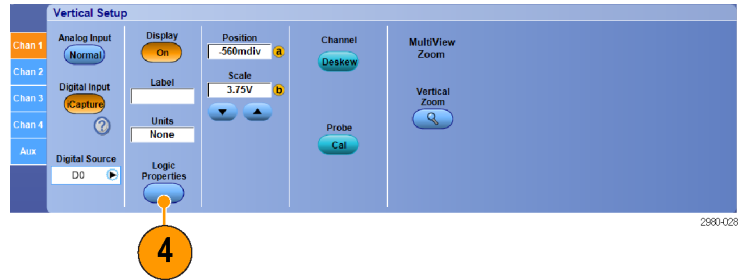 Vertical Setup
Chan 1
Chan 2
Chan 3
Chan 4
Aux
Analog Input
Normal
Digital Input
iCapture
?
Digital Source
D0
Display
On
Label
Units
None
Logic
Properties
Position
-560mdiv
a
Scale
3.75V
b
Channel
Deskew
Probe
Cal
MultiView
Zoom
Vertical
Zoom
4
2980-028